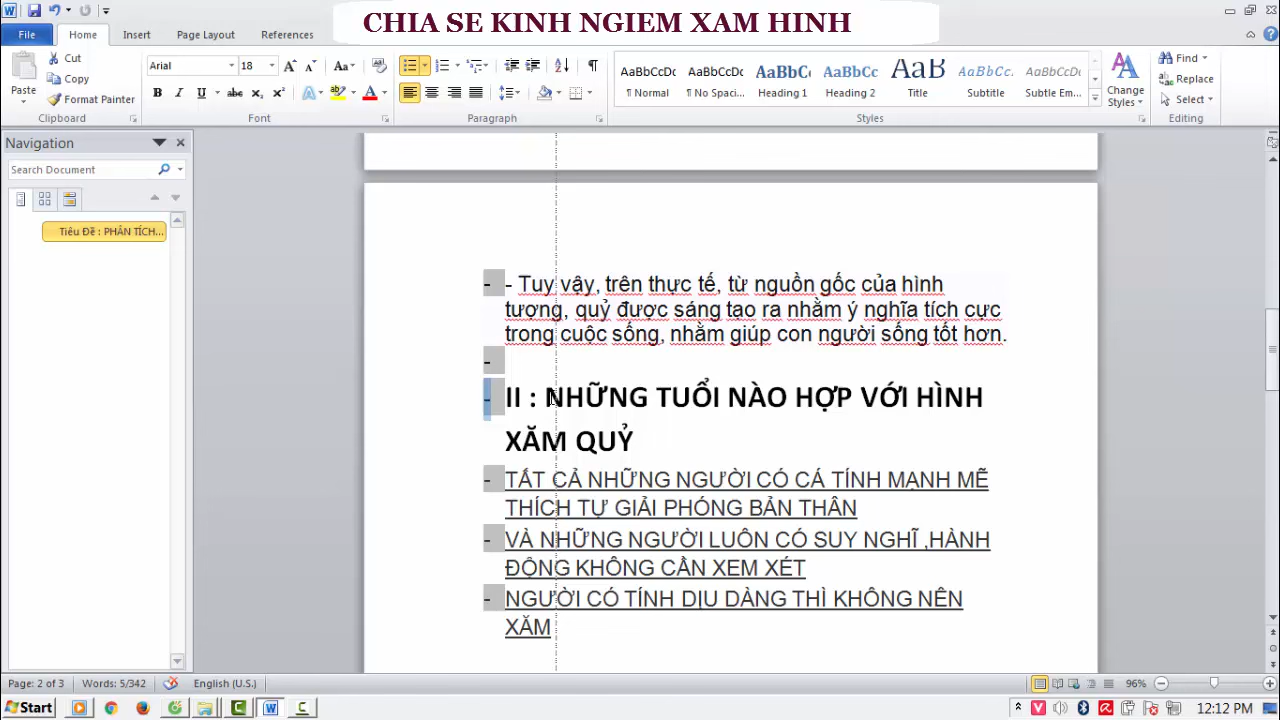 CHIA SE KINH NGIEM XAM HINH
File Home Insert Page Layout References
Cut
Copy
Format Painter
Paste
Clipboard
Arial 18
Font
Paragraph
AaBbCcDc AaBbCcDc AaBbC AaBbCc AaB AaBbCc. AaBbCcDc
¶ Normal ¶ No Spac... Heading 1 Heading 2 Title Subtitle Subtle Em...
Change Styles
Styles
Find
Replace
Select
Editing
Navigation
Search Document
Tiêu Đề : PHÂN TÍCH...
- - Tuy vậy, trên thực tế, từ nguồn gốc của hình
tượng, quỷ được sáng tạo ra nhằm ý nghĩa tích cực
trong cuộc sống, nhằm giúp con người sống tốt hơn.
-
- II : NHỮNG TUỔI NÀO HỢP VỚI HÌNH
XĂM QUỶ
- TẤT CẢ NHỮNG NGƯỜI CÓ CÁ TÍNH MẠNH MẼ
THÍCH TỰ GIẢI PHÓNG BẢN THÂN
- VÀ NHỮNG NGƯỜI LUÔN CÓ SUY NGHĨ ,HÀNH
ĐỘNG KHÔNG CẦN XEM XÉT
- NGƯỜI CÓ TÍNH DỊU DÀNG THÌ KHÔNG NÊN
XĂM
Page: 2 of 3 Words: 5/342 English (U.S.) 96%
Start 12:12 PM